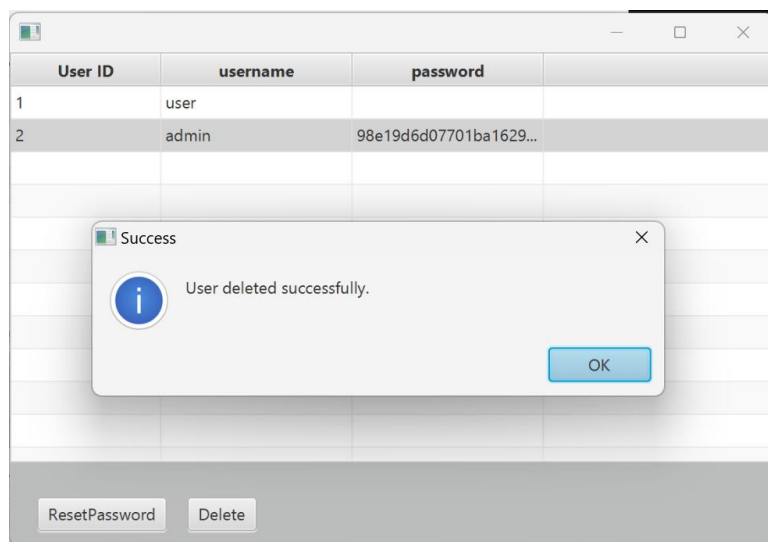 User ID username password
1 user
2 admin 98e19d6d07701ba1629...
Success
User deleted successfully.
OK
ResetPassword Delete